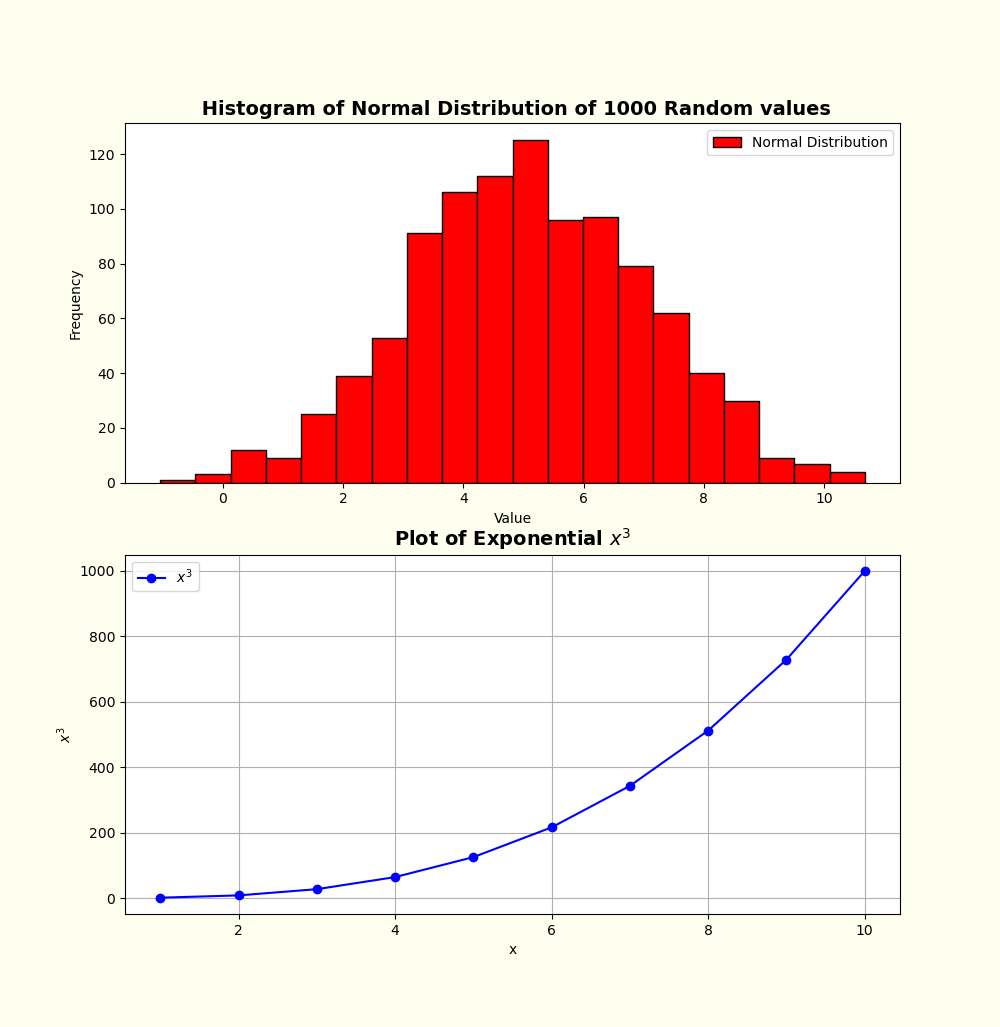 Histogram of Normal Distribution of 1000 Random values
Normal Distribution
120
100
80
60
40
20
0
Frequency
0 2 4 6 8 10
Value
Plot of Exponential x³
x³
1000
800
600
400
200
0
x³
2 4 6 8 10
x